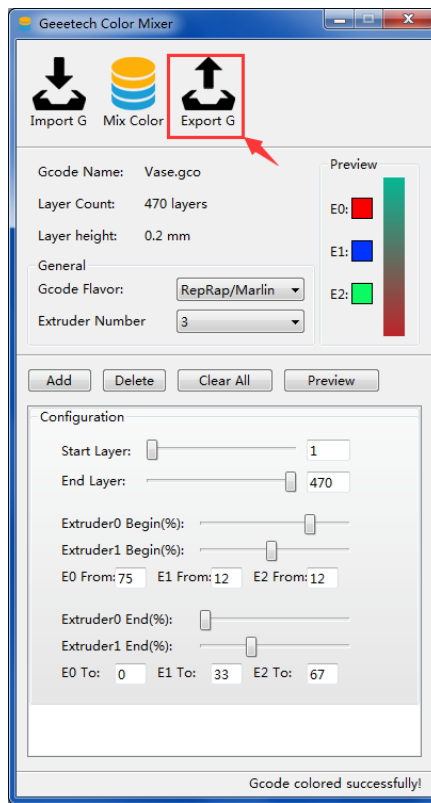 Geeetech Color Mixer
Import G Mix Color Export G
Gcode Name: Vase.gco
Layer Count: 470 layers
Layer height: 0.2 mm
Preview
E0:
E1:
E2:
General
Gcode Flavor: RepRap/Marlin
Extruder Number 3
Add Delete Clear All Preview
Configuration
Start Layer: 1
End Layer: 470
Extruder0 Begin(%):
Extruder1 Begin(%):
E0 From: 75 E1 From: 12 E2 From: 12
Extruder0 End(%):
Extruder1 End(%):
E0 To: 0 E1 To: 33 E2 To: 67
Gcode colored successfully!